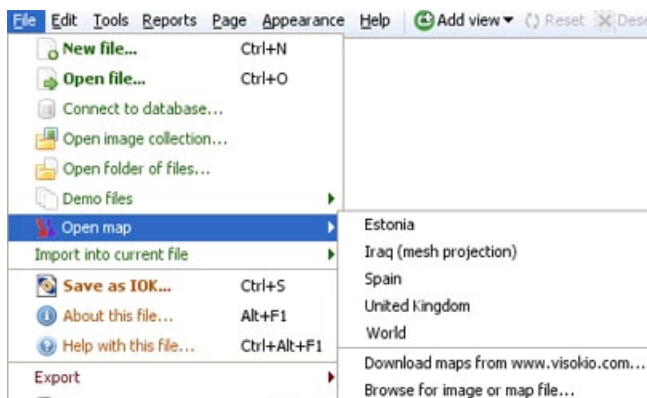 File Edit Tools Reports Page Appearance Help Add view Reset Dese
New file... Ctrl+N
Open file... Ctrl+O
Connect to database...
Open image collection...
Open folder of files...
Demo files
Open map
Estonia
Import into current file
Iraq (mesh projection)
Save as IOK... Ctrl+S
Spain
About this file... Alt+F1
United Kingdom
Help with this file... Ctrl+Alt+F1
World
Export
Download maps from www.visokio.com...
Browse for image or map file...